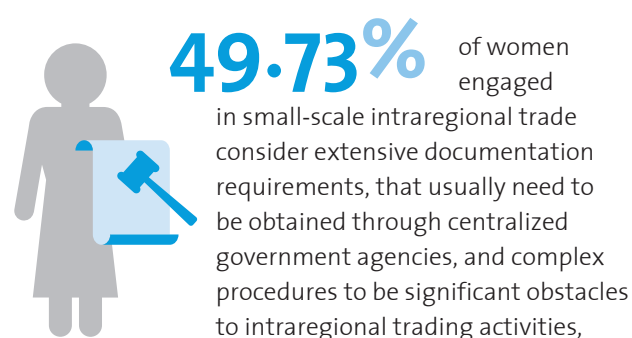 49·73% of women
engaged
in small-scale intraregional trade
consider extensive documentation
requirements, that usually need to
be obtained through centralized
government agencies, and complex
procedures to be significant obstacles
to intraregional trading activities,